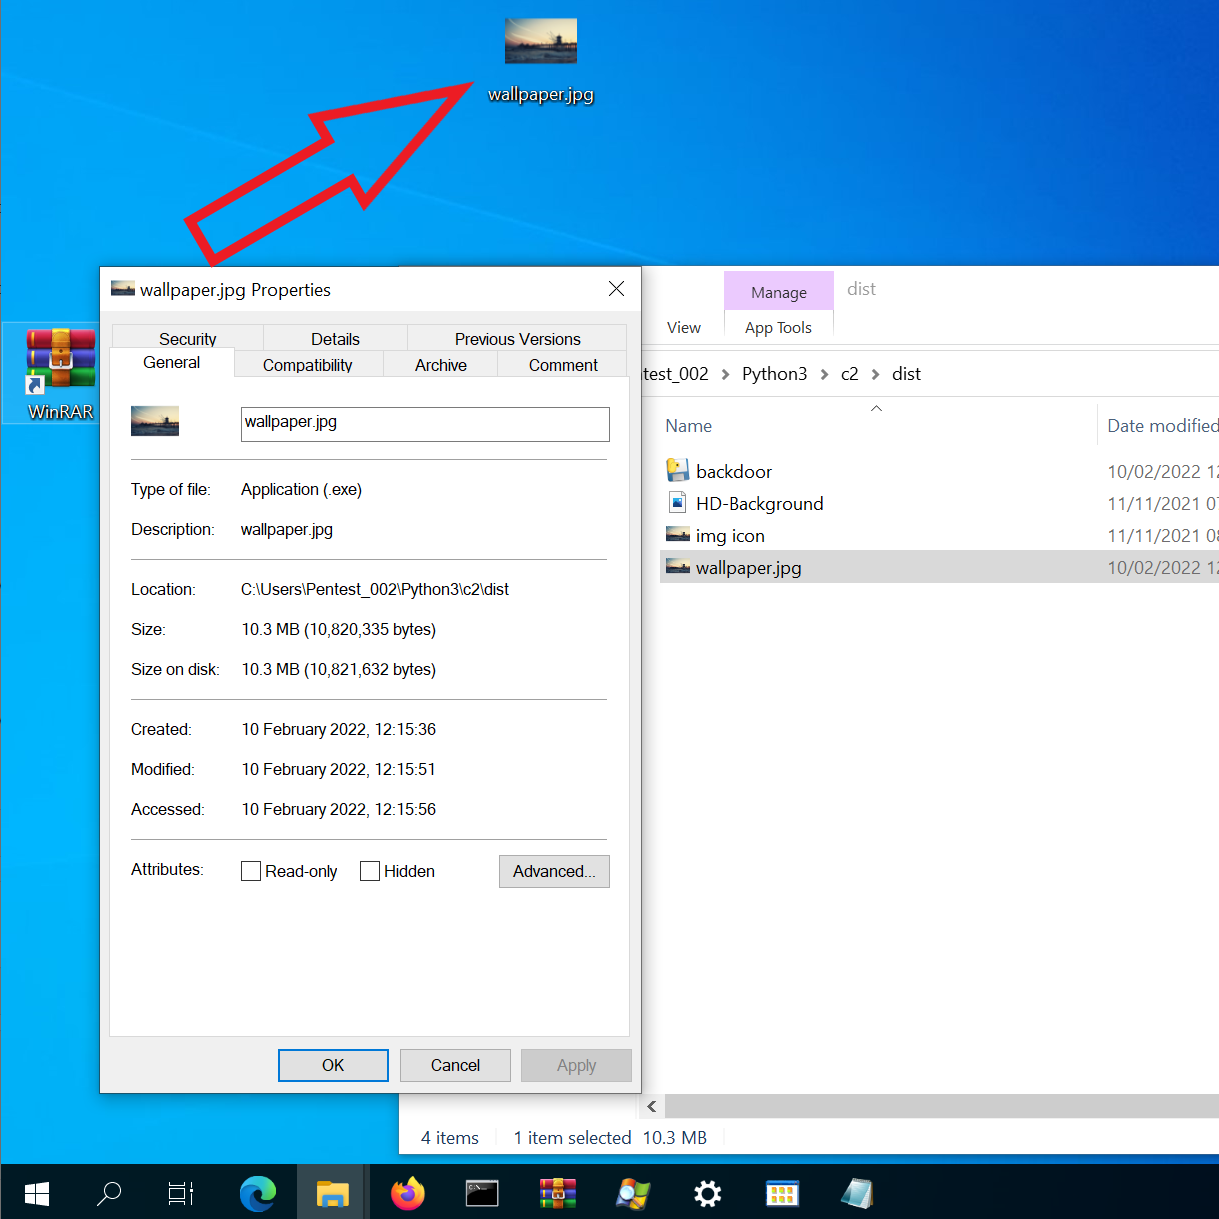 wallpaper.jpg
WinRAR
wallpaper.jpg Properties
Security Details Previous Versions
General Compatibility Archive Comment
wallpaper.jpg
Type of file: Application (.exe)
Description: wallpaper.jpg
Location: C:\Users\Pentest_002\Python3\c2\dist
Size: 10.3 MB (10,820,335 bytes)
Size on disk: 10.3 MB (10,821,632 bytes)
Created: 10 February 2022, 12:15:36
Modified: 10 February 2022, 12:15:51
Accessed: 10 February 2022, 12:15:56
Attributes: Read-only Hidden Advanced...
OK Cancel Apply
Manage dist
View App Tools
test_002 > Python3 > c2 > dist
Name Date modified
backdoor 10/02/2022 12
HD-Background 11/11/2021 07
img icon 11/11/2021 08
wallpaper.jpg 10/02/2022 12
4 items 1 item selected 10.3 MB